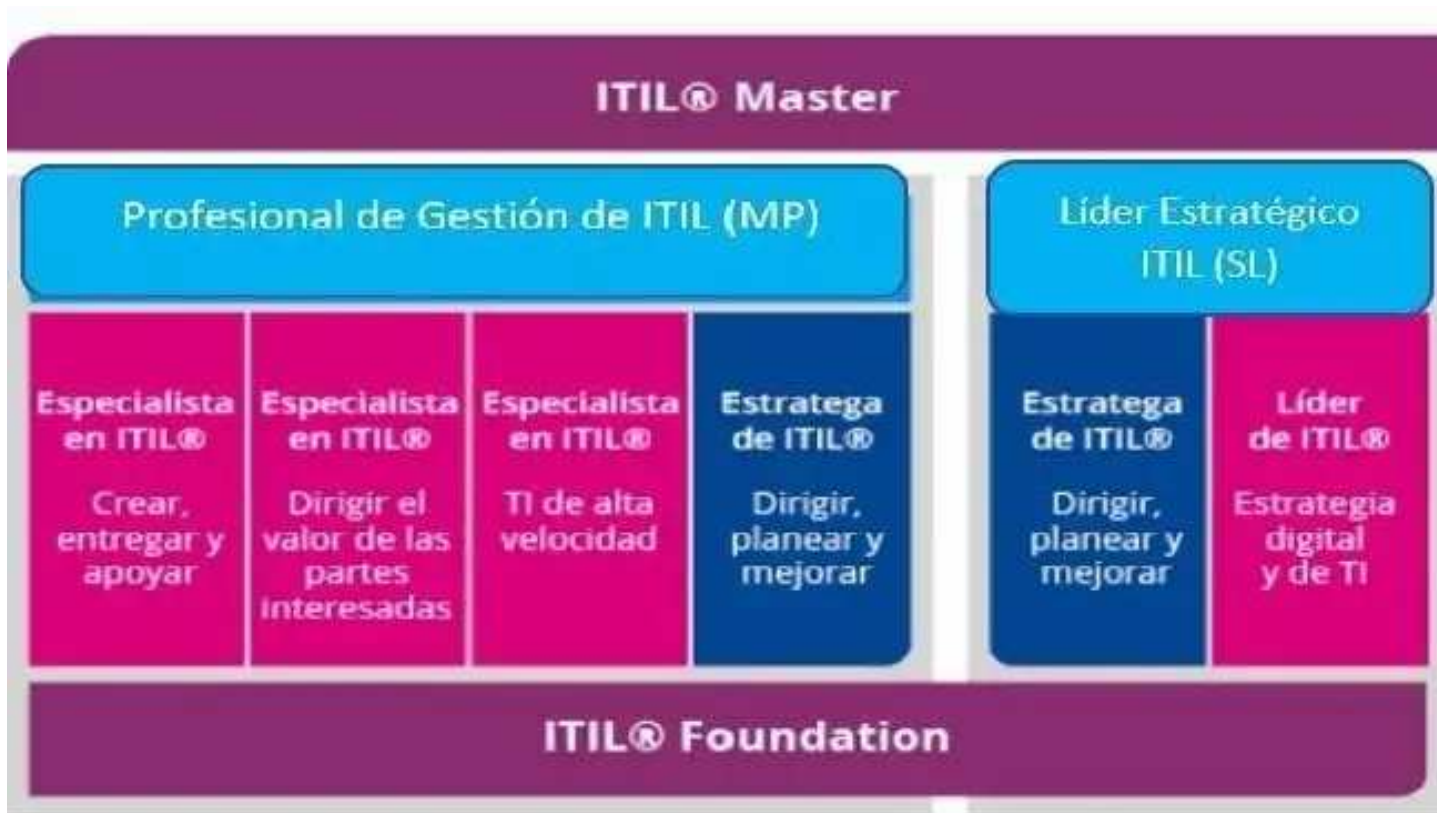 ITIL® Master
Profesional de Gestión de ITIL (MP)
Líder Estratégico
ITIL (SL)
Especialista
en ITIL®
Crear,
entregar y
apoyar
Especialista
en ITIL®
Dirigir el
valor de las
partes
interesadas
Especialista
en ITIL®
TI de alta
velocidad
Estratega
de ITIL®
Dirigir,
planear y
mejorar
Estratega
de ITIL®
Dirigir,
planear y
mejorar
Líder
de ITIL®
Estrategia
digital
y de TI
ITIL® Foundation